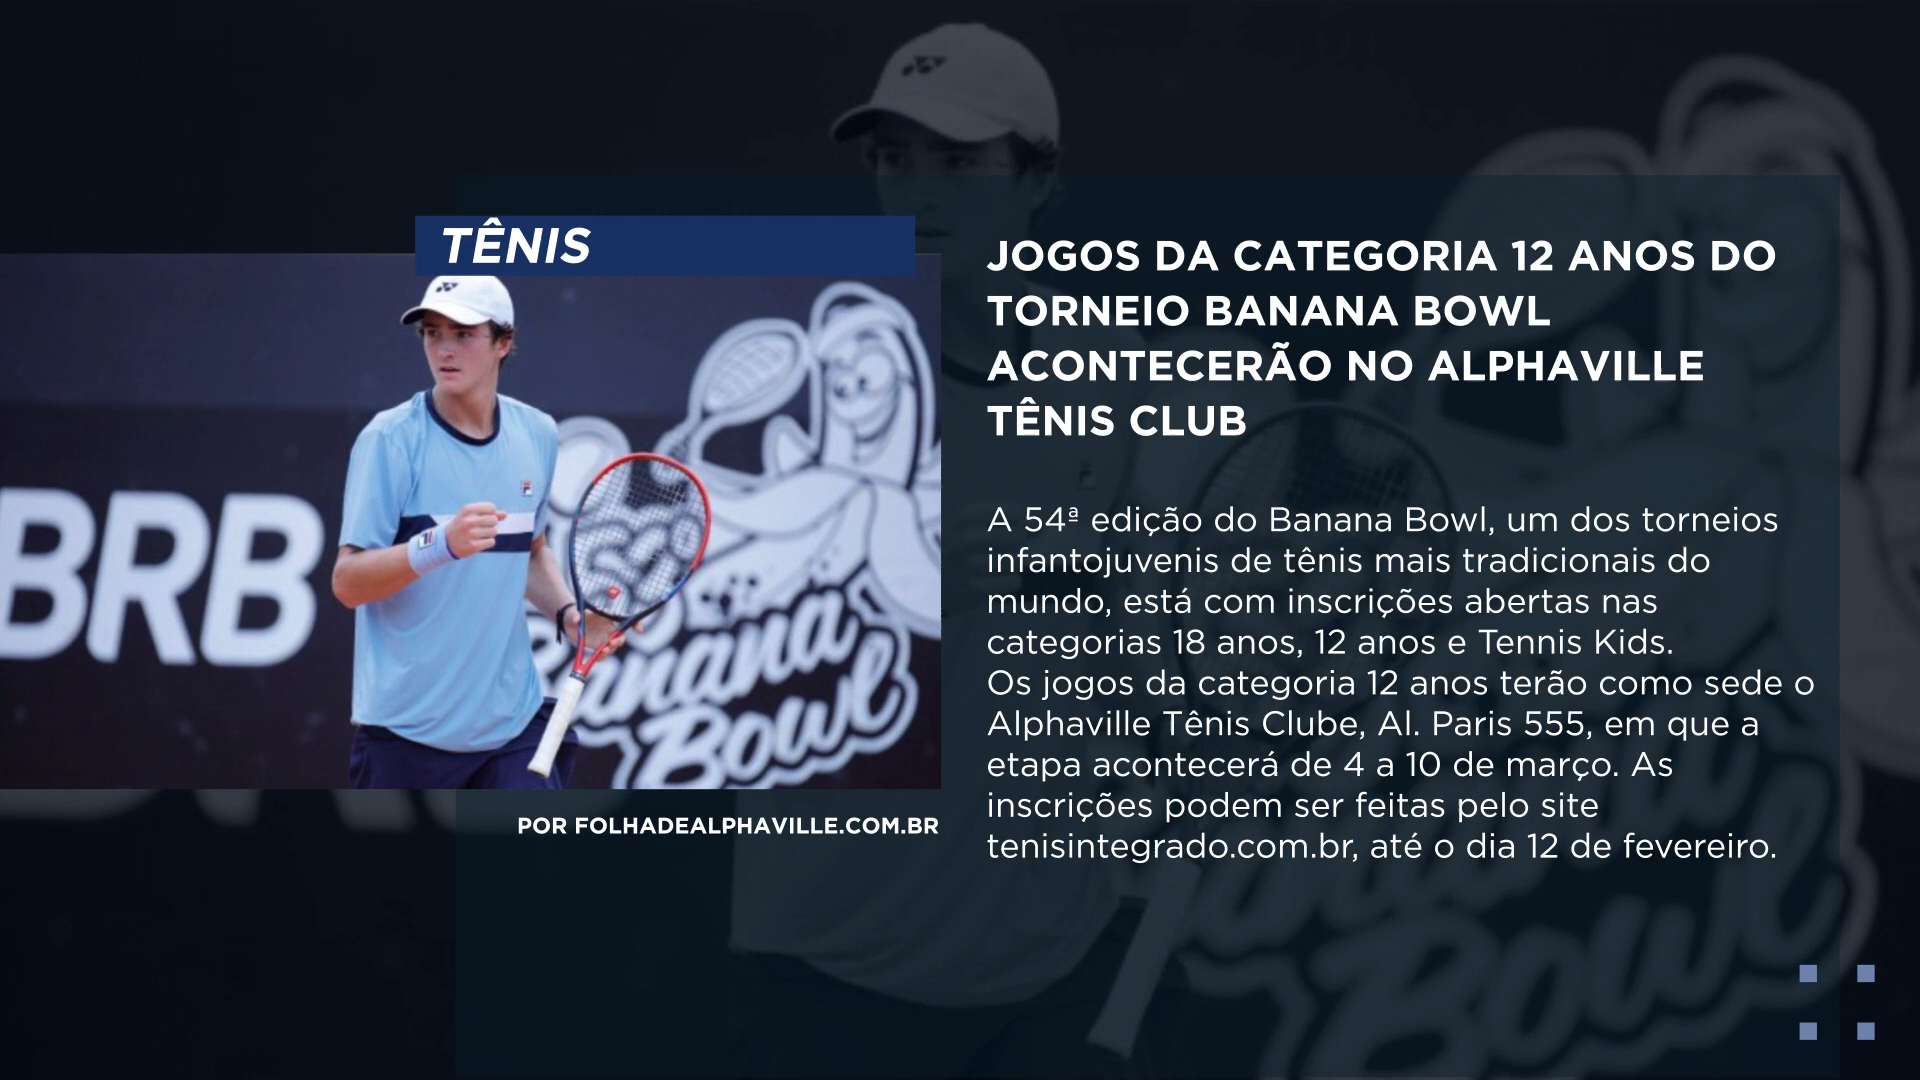 TÊNIS
JOGOS DA CATEGORIA 12 ANOS DO
TORNEIO BANANA BOWL
ACONTECERÃO NO ALPHAVILLE
TÊNIS CLUB
A 54ª edição do Banana Bowl, um dos torneios
infantojuvenis de tênis mais tradicionais do
mundo, está com inscrições abertas nas
categorias 18 anos, 12 anos e Tennis Kids.
Os jogos da categoria 12 anos terão como sede o
Alphaville Tênis Clube, Al. Paris 555, em que a
etapa acontecerá de 4 a 10 de março. As
inscrições podem ser feitas pelo site
tenisintegrado.com.br, até o dia 12 de fevereiro.
BRB
Banana
Bowl
POR FOLHADEALPHAVILLE.COM.BR